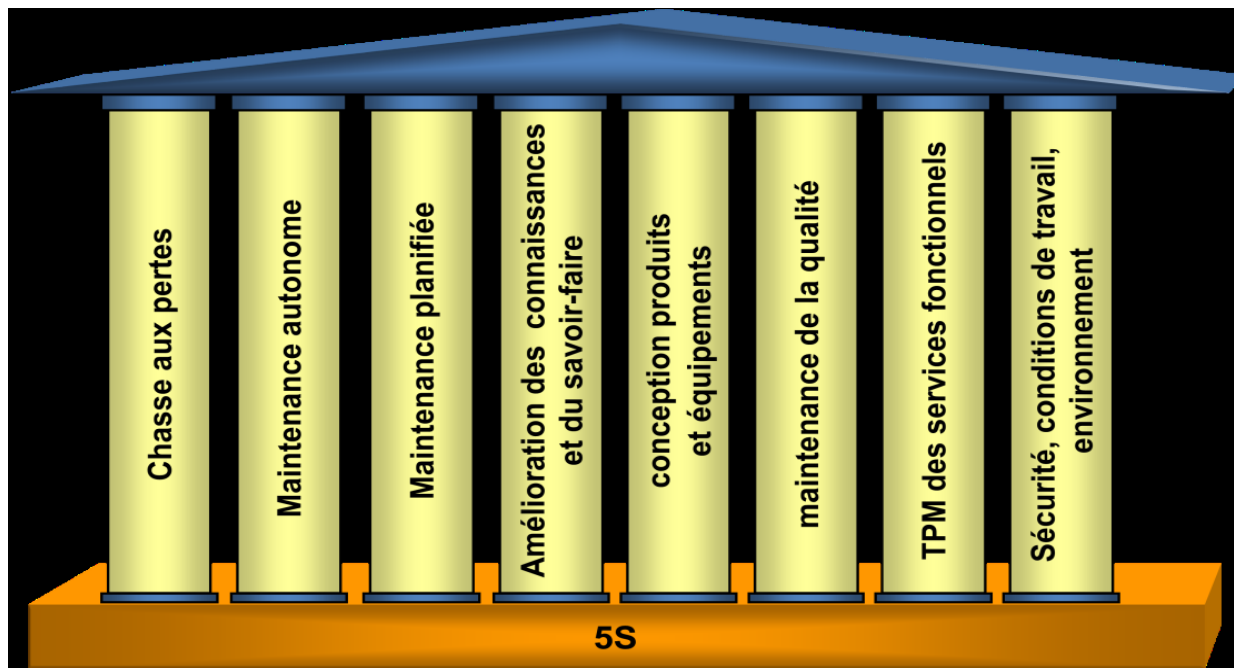 Chasse aux pertes
Maintenance autonome
Maintenance planifiée
Amélioration des connaissances
et du savoir-faire
conception produits
et équipements
maintenance de la qualité
TPM des services fonctionnels
Sécurité, conditions de travail,
environnement
5S